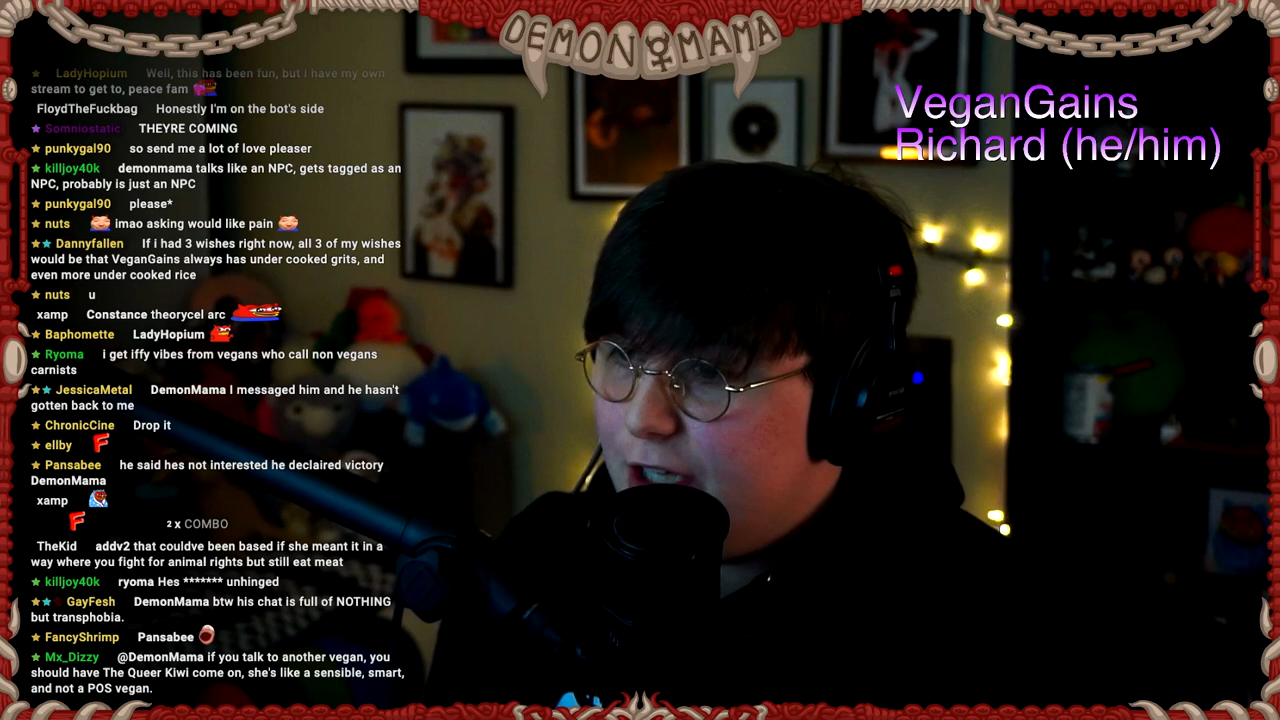 DEMON MAMA
VeganGains
Richard (he/him)
LadyHopium Well, this has been fun, but I have my own
stream to get to, peace fam
FloydTheFuckbag Honestly I'm on the bot's side
Somniostatic THEYRE COMING
punkygal90 so send me a lot of love pleaser
killjoy40k demonmama talks like an NPC, gets tagged as an
NPC, probably is just an NPC
punkygal90 please*
nuts imao asking would like pain
Dannyfallen If i had 3 wishes right now, all 3 of my wishes
would be that VeganGains always has under cooked grits, and
even more under cooked rice
nuts u
xamp Constance theorycel arc
Baphomette LadyHopium
Ryoma i get iffy vibes from vegans who call non vegans
carnists
JessicaMetal DemonMama I messaged him and he hasn't
gotten back to me
ChronicCine Drop it
ellby F
Pansabee he said hes not interested he declaired victory
DemonMama
xamp
F 2 x COMBO
TheKid addv2 that couldve been based if she meant it in a
way where you fight for animal rights but still eat meat
killjoy40k ryoma Hes ******* unhinged
GayFesh DemonMama btw his chat is full of NOTHING
but transphobia.
FancyShrimp Pansabee
Mx_Dizzy @DemonMama if you talk to another vegan, you
should have The Queer Kiwi come on, she's like a sensible, smart,
and not a POS vegan.